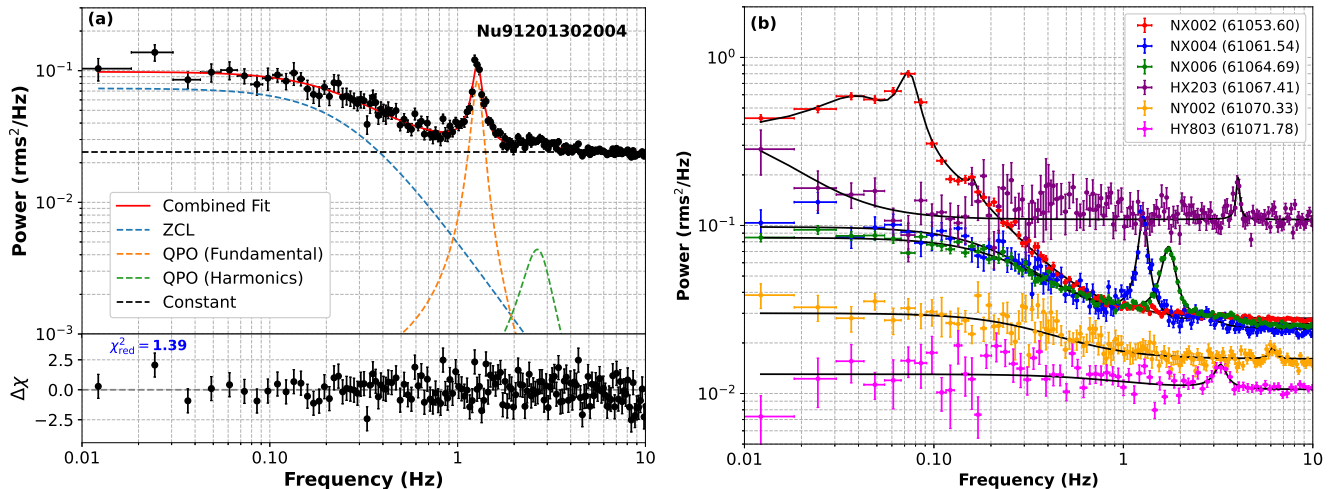 (a)
Nu91201302004
Power (rms²/Hz)
10⁻¹
10⁻²
10⁻³
Combined Fit
ZCL
QPO (Fundamental)
QPO (Harmonics)
Constant
χ²red = 1.39
Δχ
2.5
0.0
−2.5
0.01
0.10
1
10
Frequency (Hz)
(b)
NX002 (61053.60)
NX004 (61061.54)
NX006 (61064.69)
HX203 (61067.41)
NY002 (61070.33)
HY803 (61071.78)
Power (rms²/Hz)
10⁰
10⁻¹
10⁻²
0.01
0.10
1
10
Frequency (Hz)